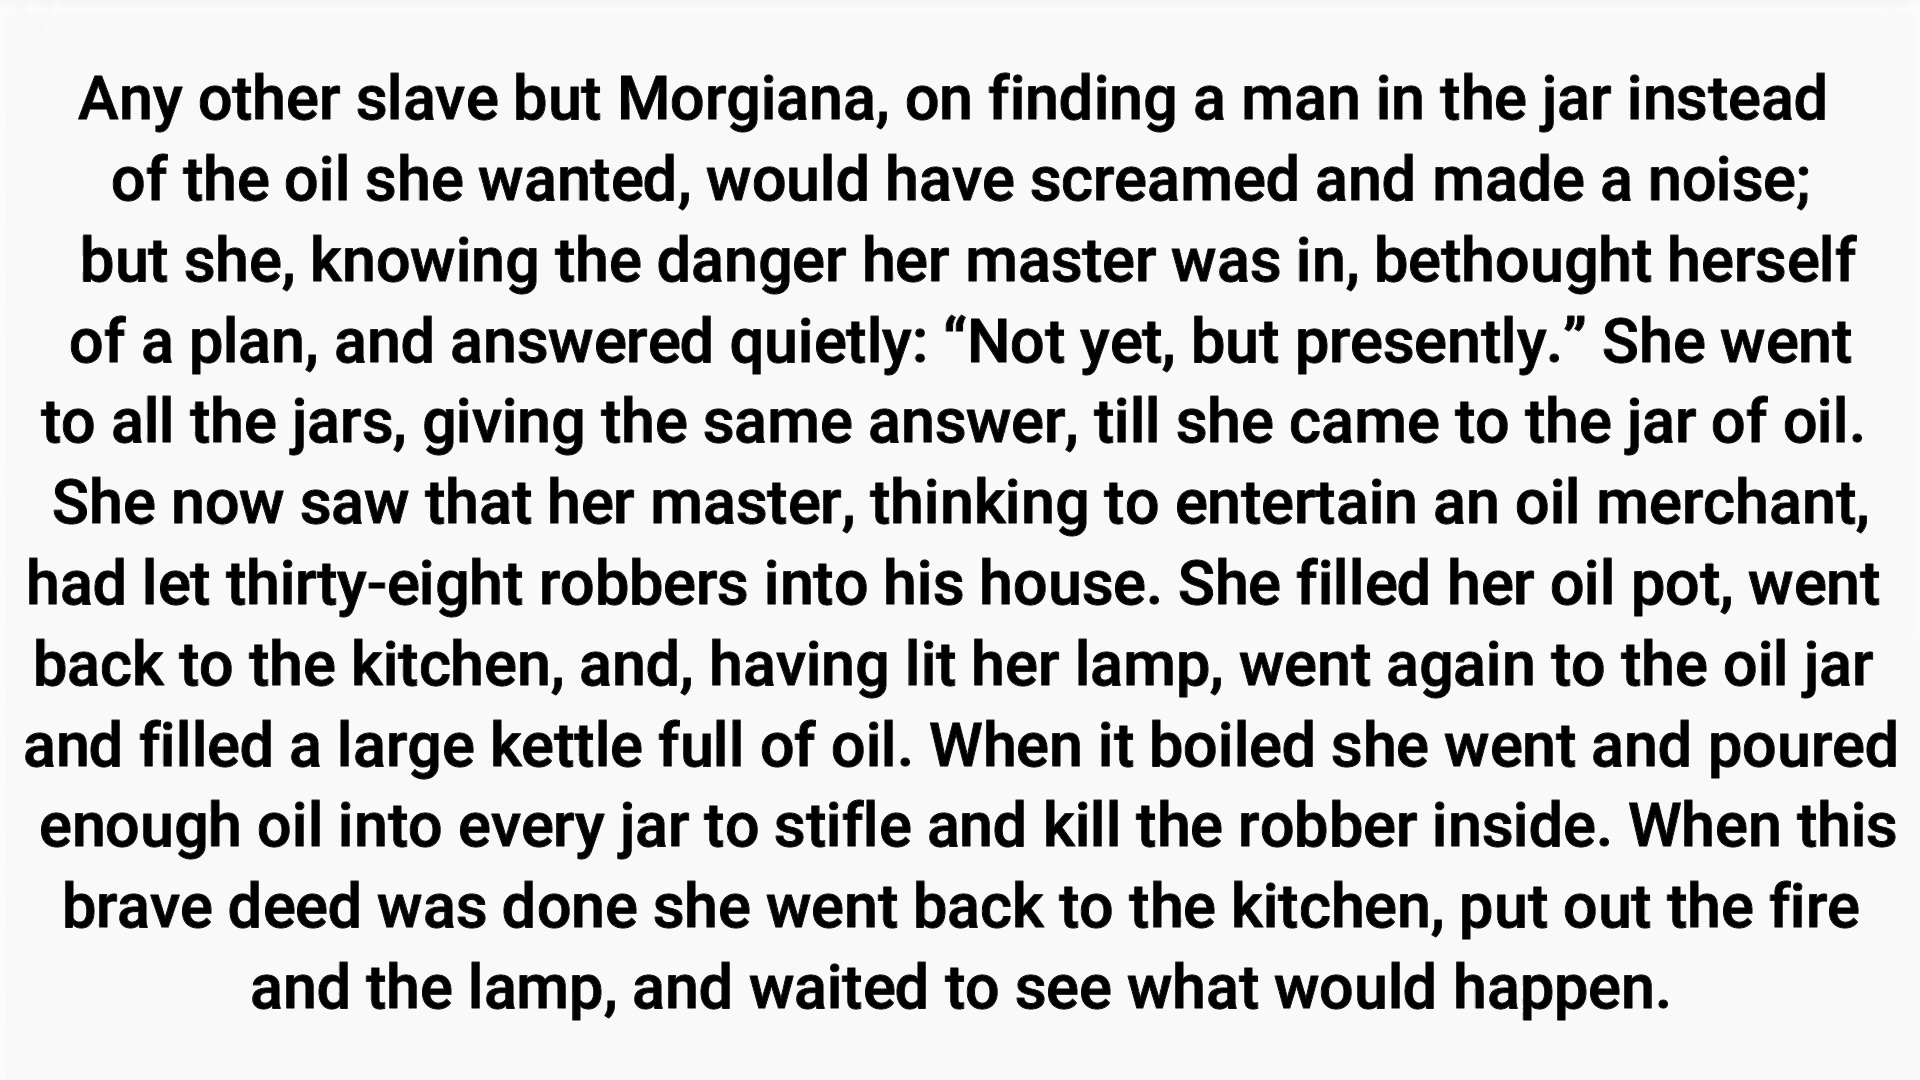 Any other slave but Morgiana, on finding a man in the jar instead
of the oil she wanted, would have screamed and made a noise;
but she, knowing the danger her master was in, bethought herself
of a plan, and answered quietly: “Not yet, but presently.” She went
to all the jars, giving the same answer, till she came to the jar of oil.
She now saw that her master, thinking to entertain an oil merchant,
had let thirty-eight robbers into his house. She filled her oil pot, went
back to the kitchen, and, having lit her lamp, went again to the oil jar
and filled a large kettle full of oil. When it boiled she went and poured
enough oil into every jar to stifle and kill the robber inside. When this
brave deed was done she went back to the kitchen, put out the fire
and the lamp, and waited to see what would happen.